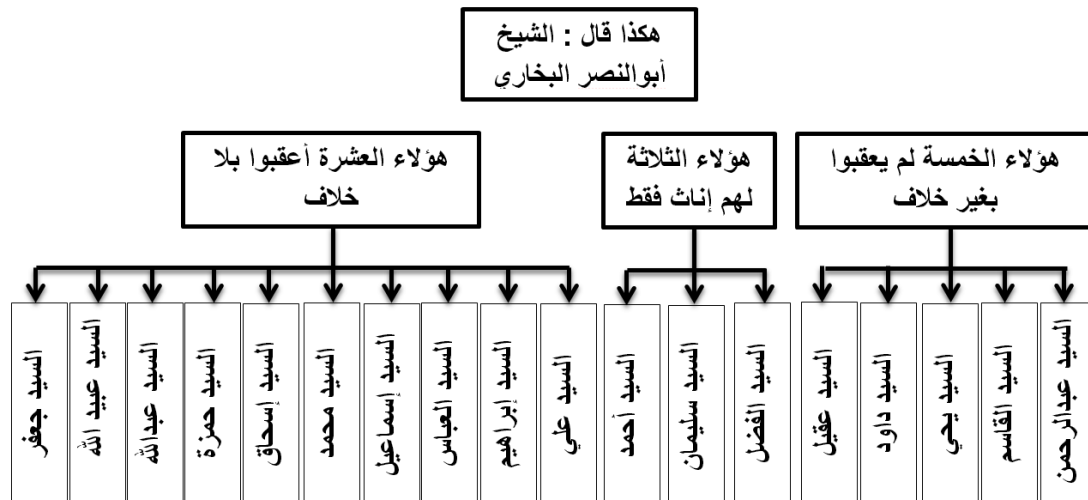 هكذا قال : الشيخ
أبوالنصر البخاري
هؤلاء الخمسة لم يعقبوا
بغير خلاف
هؤلاء الثلاثة
لهم إناث فقط
هؤلاء العشرة أعقبوا بلا
خلاف
السيد عبدالرحمن
السيد القاسم
السيد يحي
السيد داود
السيد عقيل
السيد الفضل
السيد سليمان
السيد أحمد
السيد علي
السيد إبراهيم
السيد العباس
السيد إسماعيل
السيد محمد
السيد إسحاق
السيد حمزة
السيد عبدالله
السيد عبيد الله
السيد جعفر